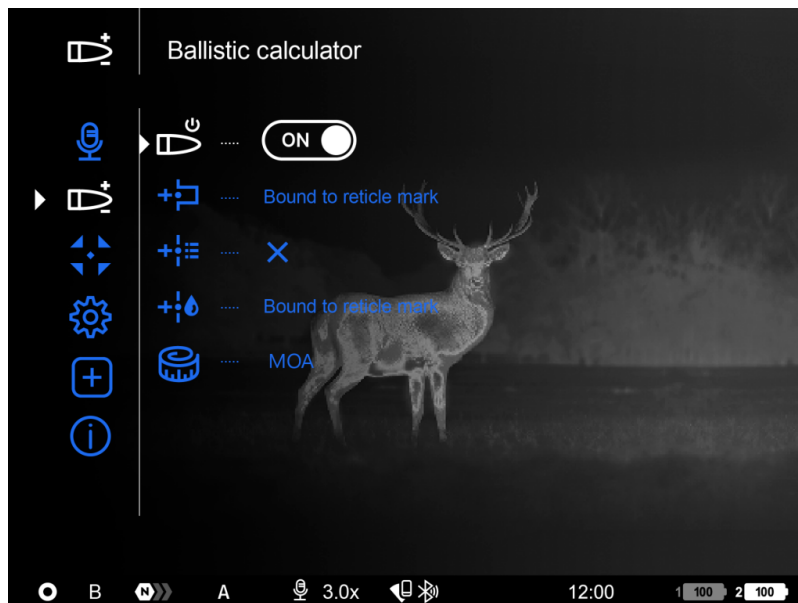 Ballistic calculator
ON
Bound to reticle mark
Bound to reticle mark
MOA
B N A 3.0x 12:00 1 100 2 100